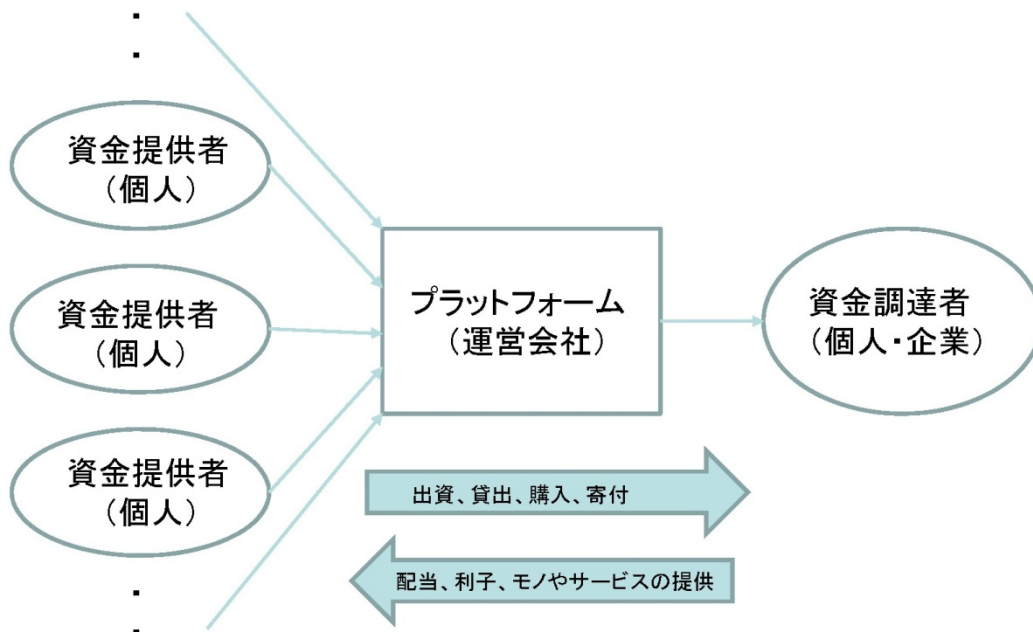 資金提供者
（個人）
資金提供者
（個人）
資金提供者
（個人）
プラットフォーム
（運営会社）
資金調達者
（個人・企業）
出資、貸出、購入、寄付
配当、利子、モノやサービスの提供